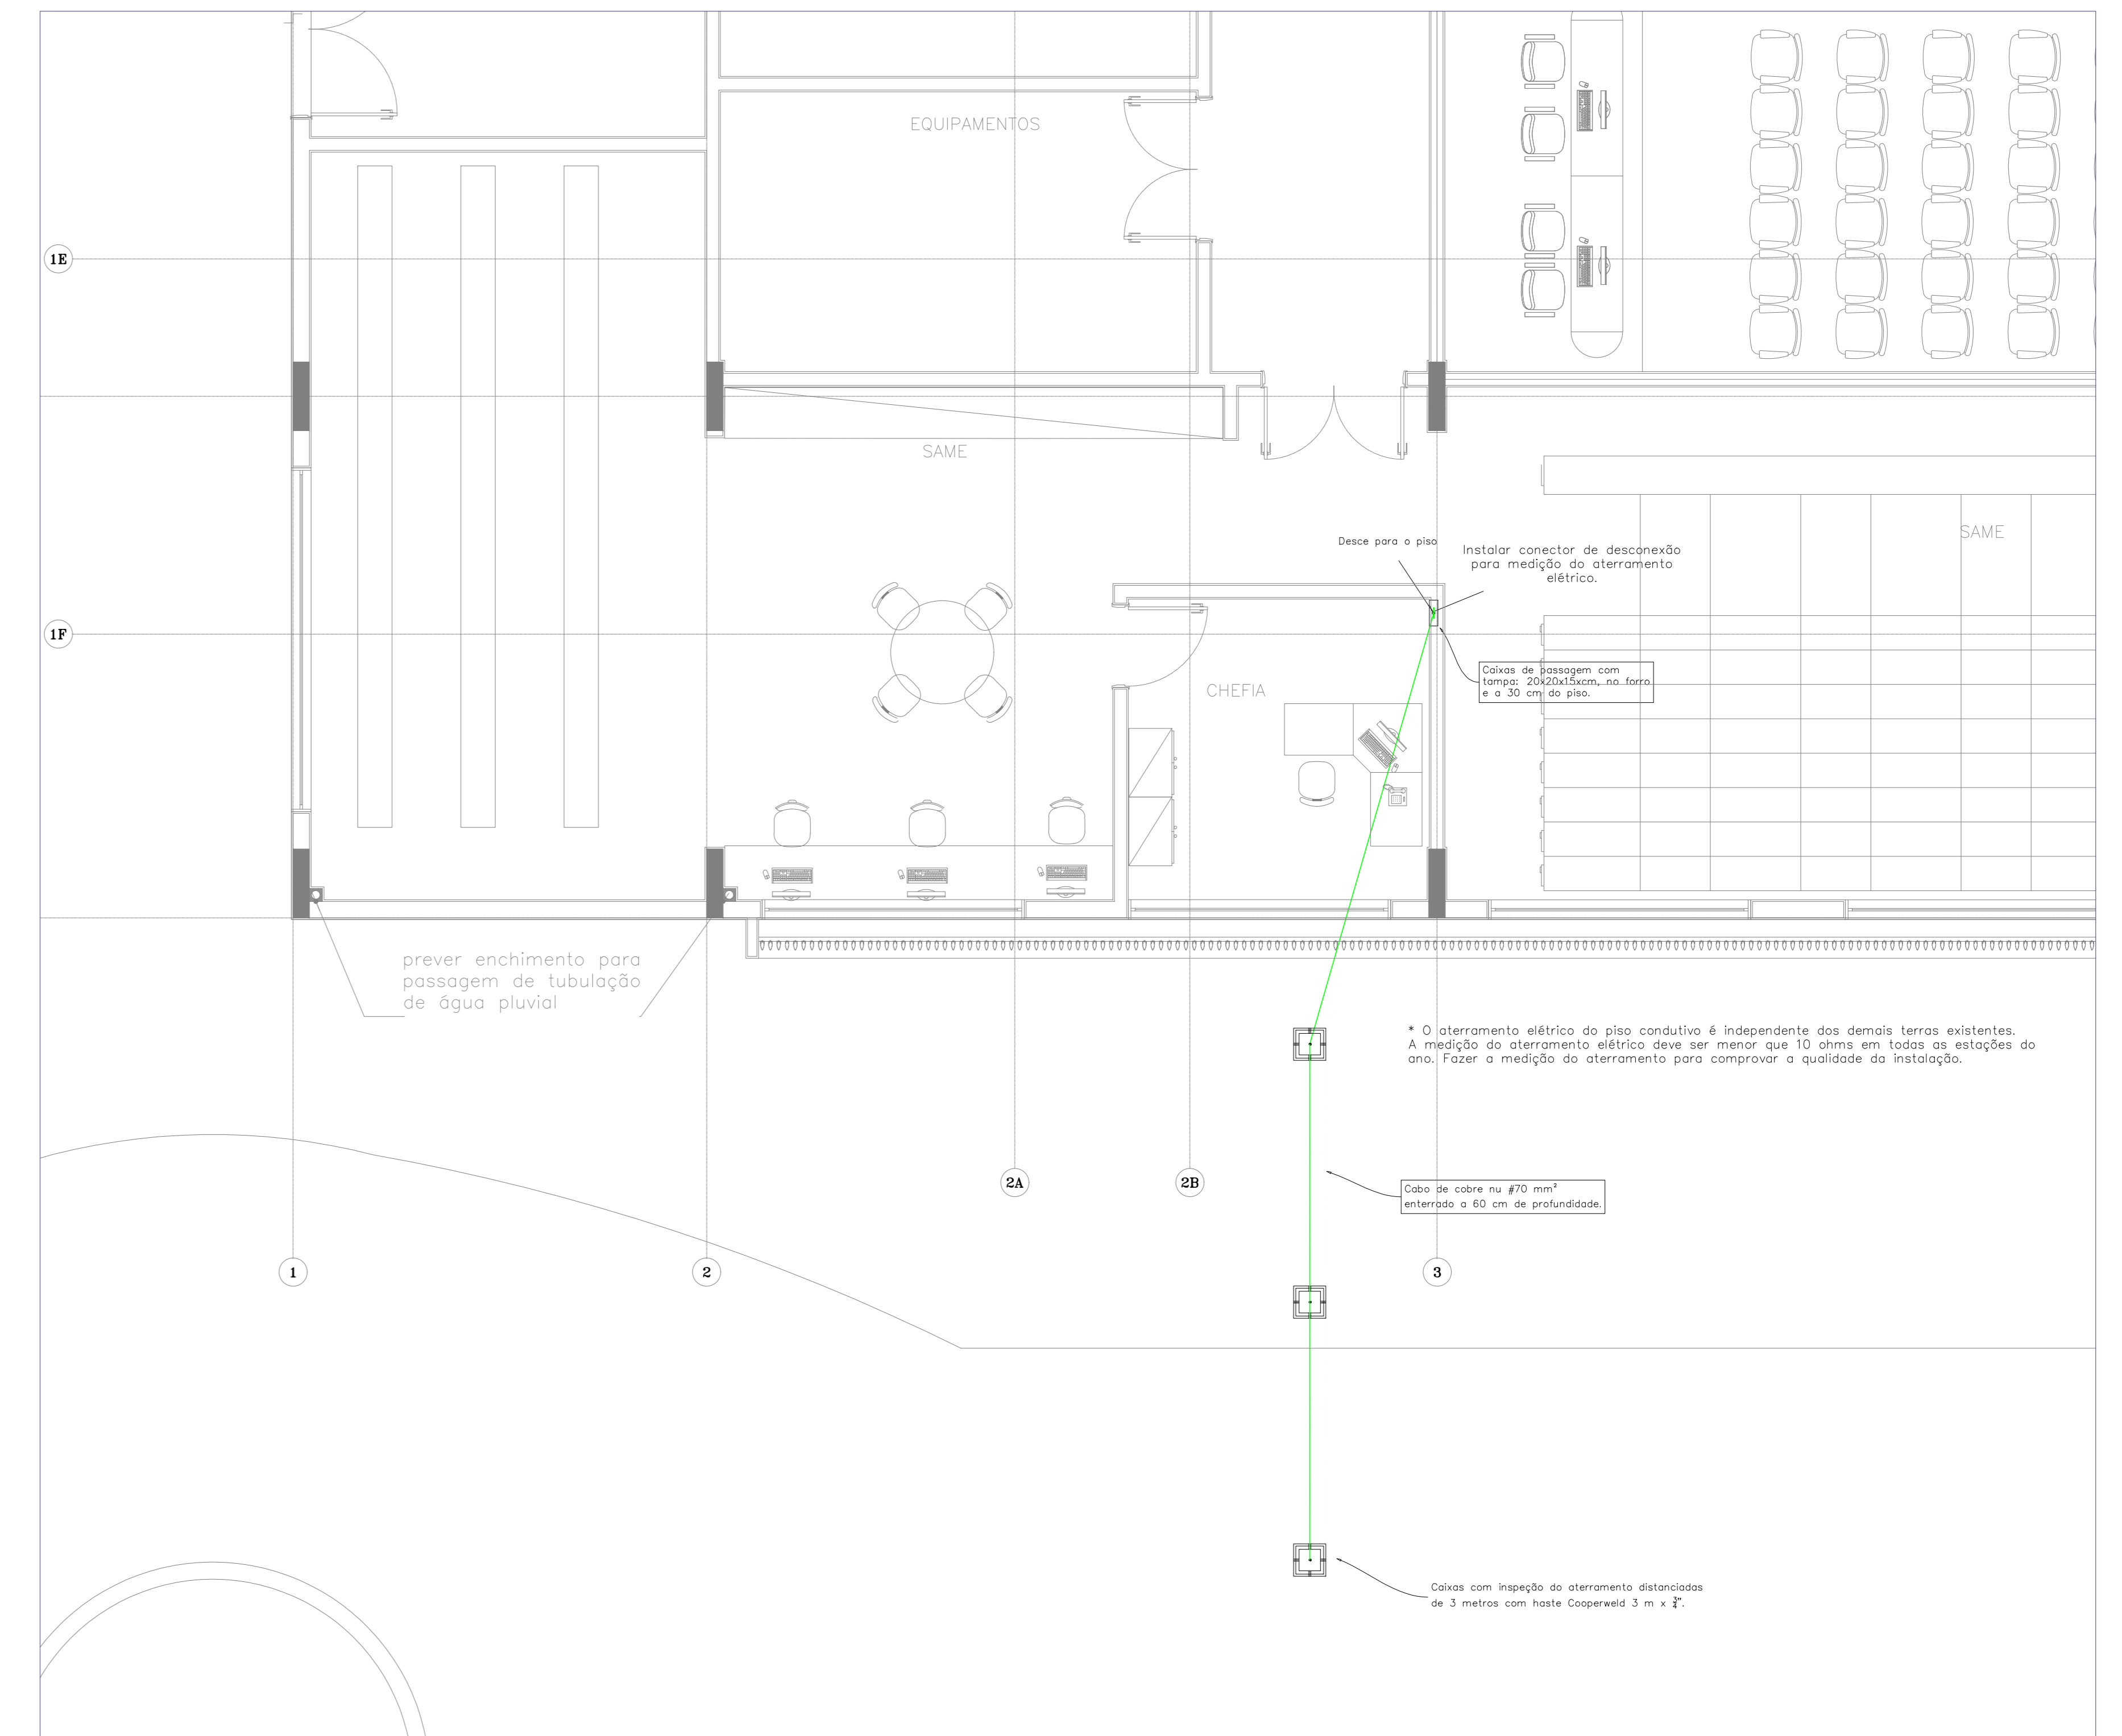 EQUIPAMENTOS
1E
SAME
SAME
Desce para o piso
Instalar conector de desconexão
para medição do aterramento
elétrico.
1F
Caixas de passagem com
tampa: 20x20x15xcm, no forro
e a 30 cm do piso.
CHEFIA
prever enchimento para
passagem de tubulação
de água pluvial
* O aterramento elétrico do piso condutivo é independente dos demais terras existentes.
A medição do aterramento elétrico deve ser menor que 10 ohms em todas as estações do
ano. Fazer a medição do aterramento para comprovar a qualidade da instalação.
2A
2B
Cabo de cobre nu #70 mm²
enterrado a 60 cm de profundidade.
1
2
3
Caixas com inspeção do aterramento distanciadas
de 3 metros com haste Cooperweld 3 m x ¾".